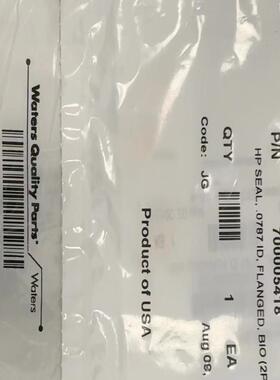 Waters Quality Parts
Waters
P/N 700005418
HP SEAL, .0787 ID, FLANGED, BIO (2P
QTY 1 EA
Code: JG Aug 09,
Product of USA